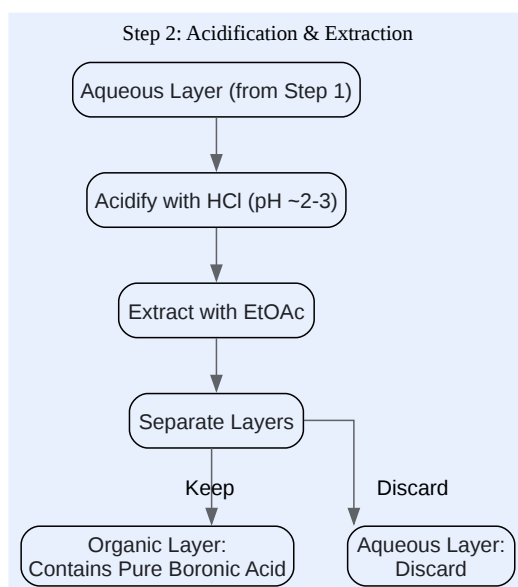 Step 2: Acidification & Extraction
Aqueous Layer (from Step 1)
Acidify with HCl (pH ~2-3)
Extract with EtOAc
Separate Layers
Keep
Discard
Organic Layer:
Contains Pure Boronic Acid
Aqueous Layer:
Discard